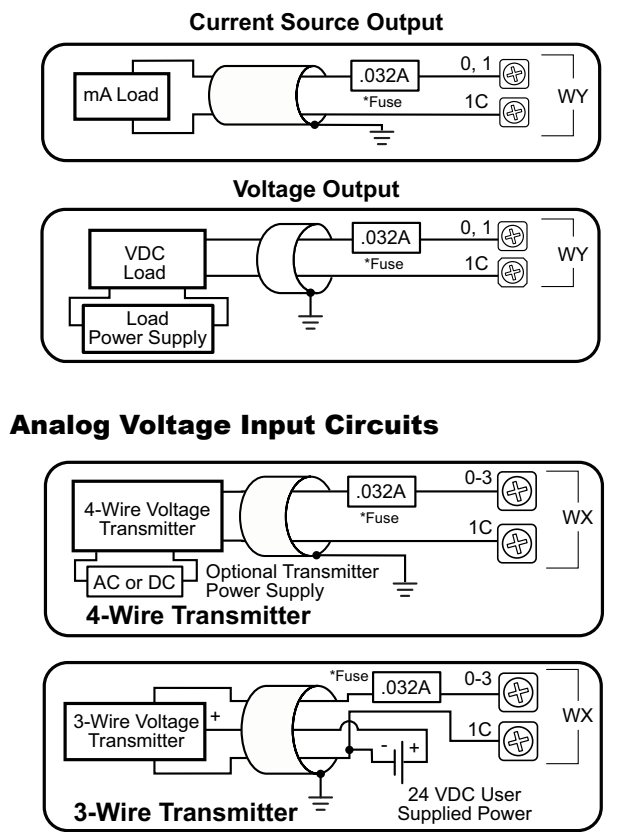 Current Source Output
mA Load
.032A
*Fuse
0, 1
1C
WY
Voltage Output
VDC
Load
Load
Power Supply
.032A
*Fuse
0, 1
1C
WY
Analog Voltage Input Circuits
4-Wire Voltage
Transmitter
AC or DC
Optional Transmitter
Power Supply
.032A
*Fuse
0-3
1C
WX
4-Wire Transmitter
3-Wire Voltage
Transmitter
+
*Fuse
.032A
0-3
1C
WX
- +
24 VDC User
Supplied Power
3-Wire Transmitter